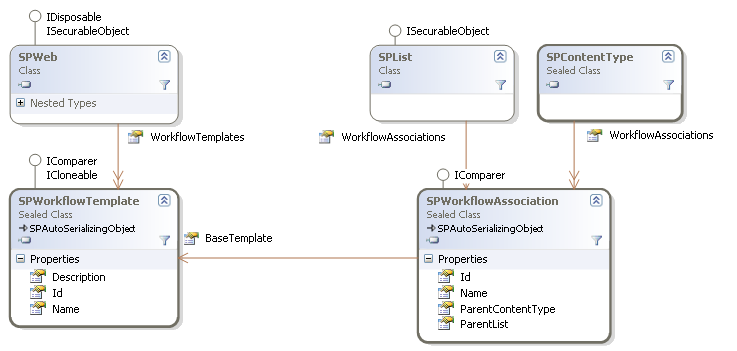 IDisposable
ISecurableObject
SPWeb
Class
Nested Types
WorkflowTemplates
ISecurableObject
SPList
Class
WorkflowAssociations
SPContentType
Sealed Class
WorkflowAssociations
IComparer
ICloneable
SPWorkflowTemplate
Sealed Class
SPAutoSerializingObject
Properties
Description
Id
Name
BaseTemplate
IComparer
SPWorkflowAssociation
Sealed Class
SPAutoSerializingObject
Properties
Id
Name
ParentContentType
ParentList